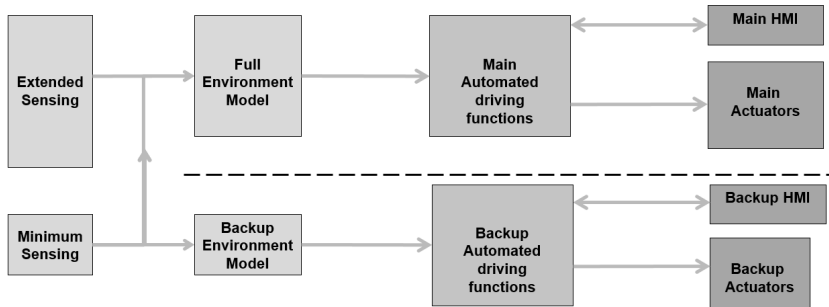 Extended
Sensing
Full
Environment
Model
Main
Automated
driving
functions
Main HMI
Main
Actuators
Minimum
Sensing
Backup
Environment
Model
Backup
Automated
driving
functions
Backup HMI
Backup
Actuators